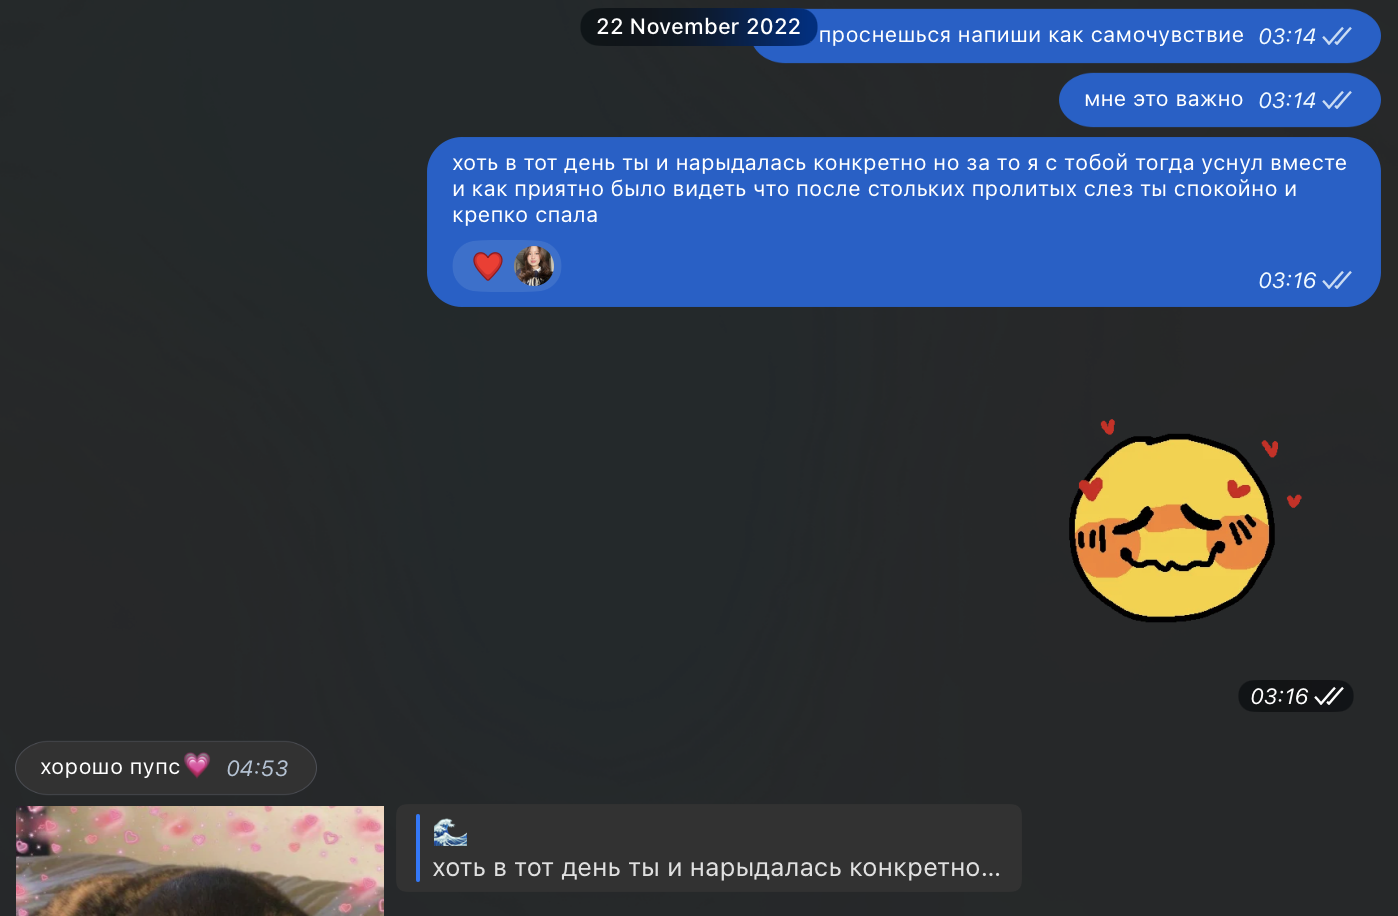 22 November 2022
проснешься напиши как самочувствие 03:14
мне это важно 03:14
хоть в тот день ты и нарыдалась конкретно но за то я с тобой тогда уснул вместе
и как приятно было видеть что после стольких пролитых слез ты спокойно и
крепко спала
03:16
03:16
хорошо пупс💗 04:53
🌊
хоть в тот день ты и нарыдалась конкретно...